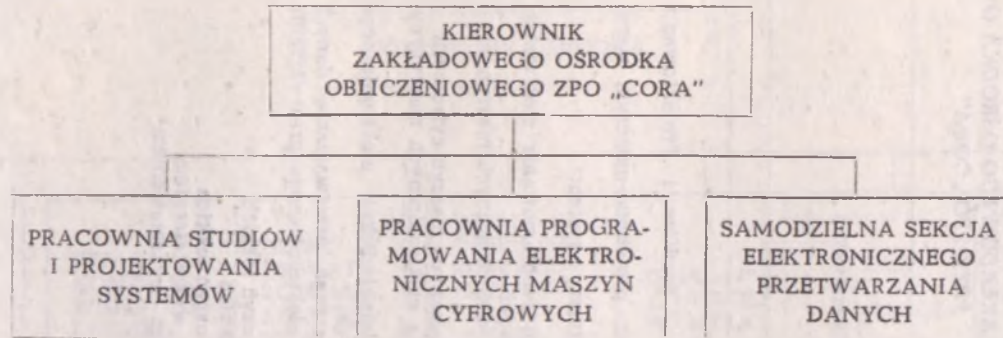 KIEROWNIK
ZAKŁADOWEGO OŚRODKA
OBLICZENIOWEGO ZPO „CORA”
PRACOWNIA STUDIÓW
I PROJEKTOWANIA
SYSTEMÓW
PRACOWNIA PROGRA-
MOWANIA ELEKTRO-
NICZNYCH MASZYN
CYFROWYCH
SAMODZIELNA SEKCJA
ELEKTRONICZNEGO
PRZETWARZANIA
DANYCH